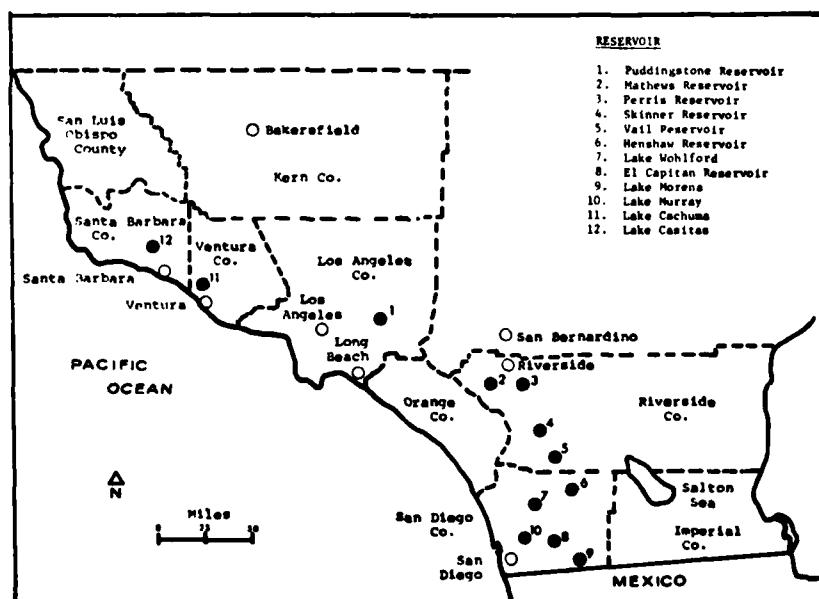 RESERVOIR
1. Puddingstone Reservoir
2. Mathews Reservoir
3. Perris Reservoir
4. Skinner Reservoir
5. Vail Peservoir
6. Henshaw Reservoir
7. Lake Wohlford
8. El Capitan Reservoir
9. Lake Morena
10. Lake Murray
11. Lake Cachuma
12. Lake Casitas
San Luis
Obispo
County
Bakersfield
Kern Co.
Santa Barbara
Co.
12
Santa Barbara
Ventura
Co.
11
Ventura
Los Angeles
Co.
Los
Angeles
1
Long
Beach
San Bernardino
Riverside
2
3
Orange
Co.
4
5
Riverside
Co.
PACIFIC
OCEAN
N
Miles
0 25 50
San Diego
Co.
6
7
10
8
9
San
Diego
Salton
Sea
Imperial
Co.
MEXICO